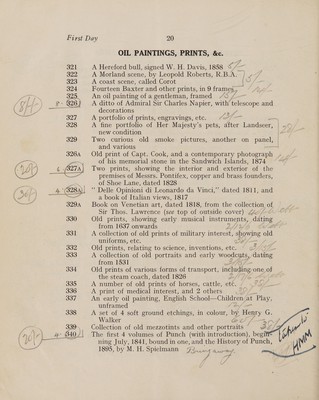 First Day 20
OIL PAINTINGS, PRINTS, &c.
321 A Hereford bull, signed W. H. Davis, 1858
322 A Morland scene, by Leopold Roberts, R.B.A.
323 A coast scene, called Corot
324 Fourteen Baxter and other prints, in 9 frames
325 An oil painting of a gentleman, framed
326 A ditto of Admiral Sir Charles Napier, with telescope and
decorations
327 A portfolio of prints, engravings, etc.
328 A fine portfolio of Her Majesty's pets, after Landseer,
new condition
329 Two curious old smoke pictures, another on panel,
and various
326A Old print of Capt. Cook, and a contemporary photograph
of his memorial stone in the Sandwich Islands, 1874
327A Two prints, showing the interior and exterior of the
premises of Messrs. Pontifex, copper and brass founders,
of Shoe Lane, dated 1828
328A " Delle Opinioni di Leonardo da Vinci," dated 1811, and
a book of Italian views, 1817
329A Book on Venetian art, dated 1818, from the collection of
Sir Thos. Lawrence (see top of outside cover)
330 Old prints, showing early musical instruments, dating
from 1637 onwards
331 A collection of old prints of military interest, showing old
uniforms, etc.
332 Old prints, relating to science, inventions, etc.
333 A collection of old portraits and early woodcuts, dating
from 1531
334 Old prints of various forms of transport, including one of
the steam coach, dated 1826
335 A number of old prints of horses, cattle, etc.
336 A print of medical interest, and 2 others
337 An early oil painting, English School—Children at Play,
unframed
338 A set of 4 soft ground etchings, in colour, by Henry G.
Walker
339 Collection of old mezzotints and other portraits
340 The first 4 volumes of Punch (with introduction), begin-
ning July, 1841, bound in one, and the History of Punch,
1895, by M. H. Spielmann
HMM